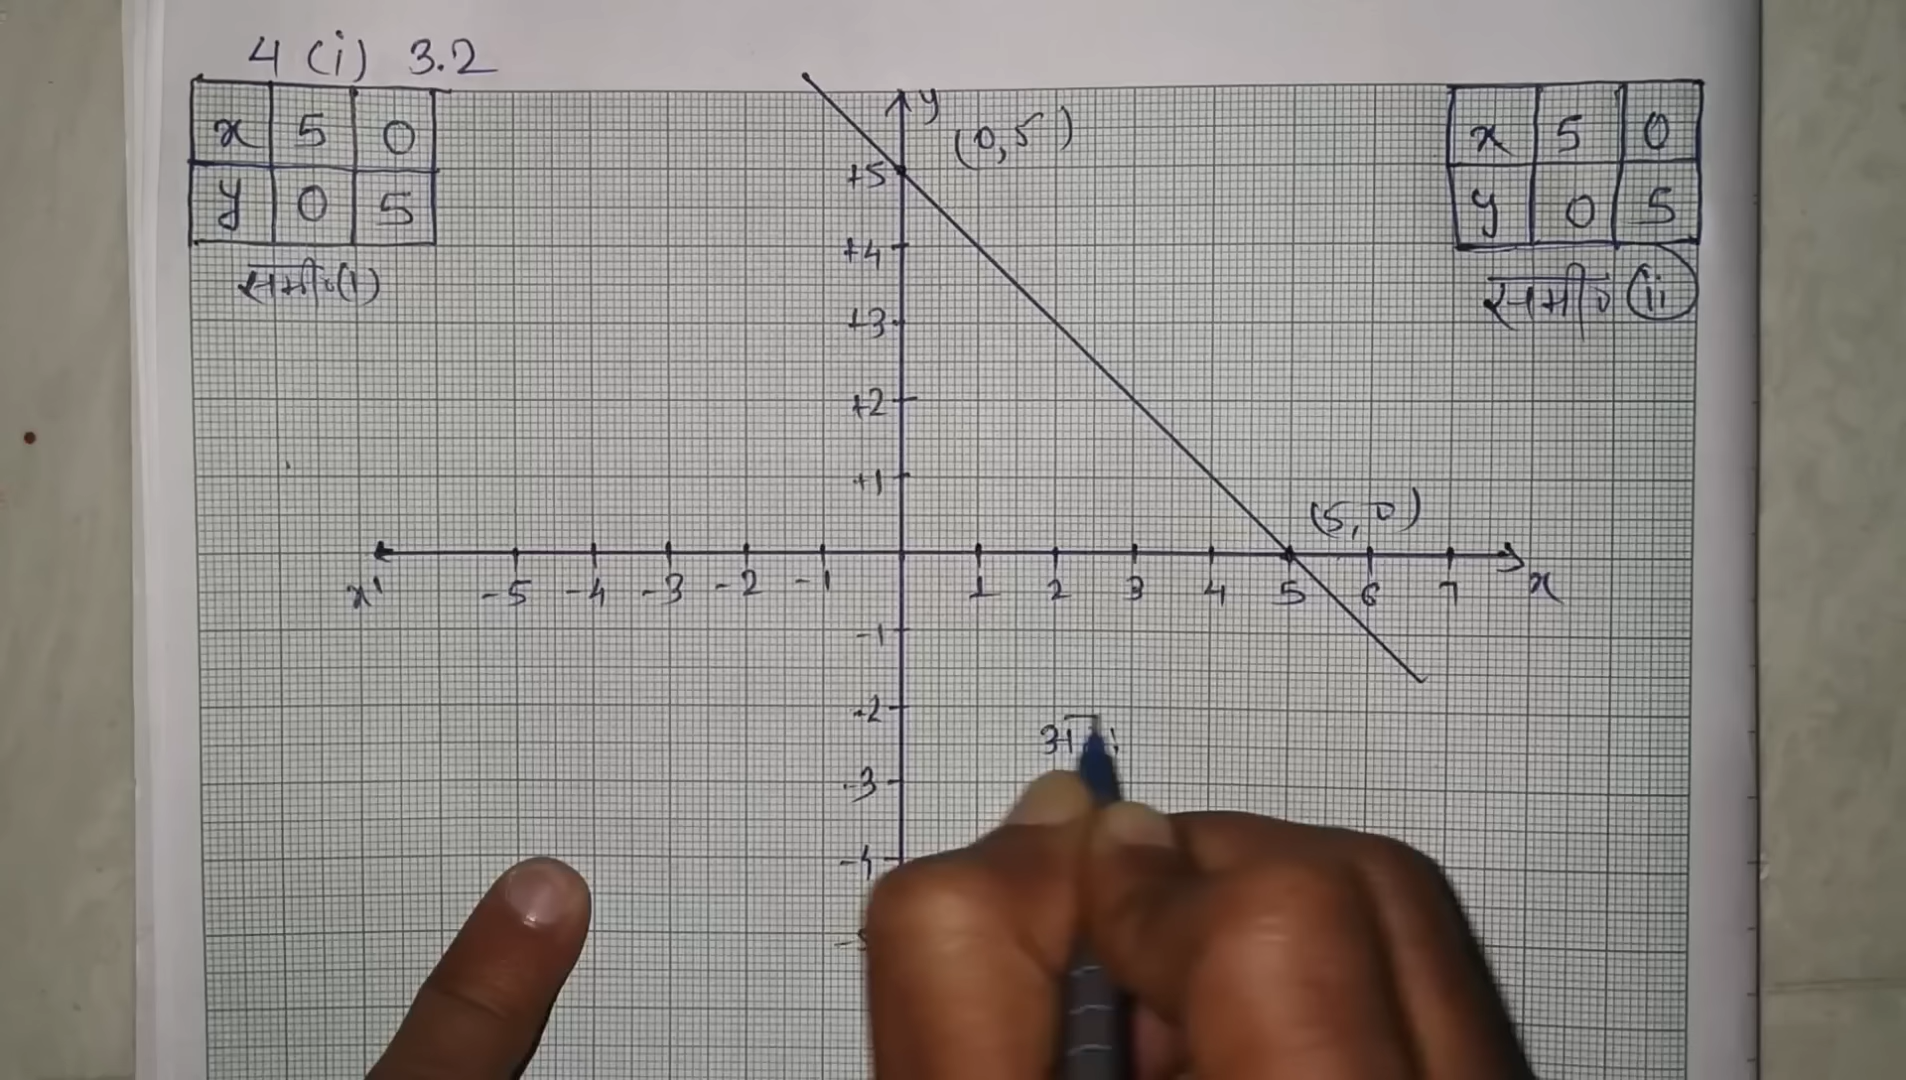 4 (i) 3.2
x 5 0
y 0 5
समी०(1)
y
(0,5)
+5
+4
+3
+2
+1
(5,0)
x' -5 -4 -3 -2 -1 1 2 3 4 5 6 7 x
-1
-2
-3
-4
x 5 0
y 0 5
समी० (ii)